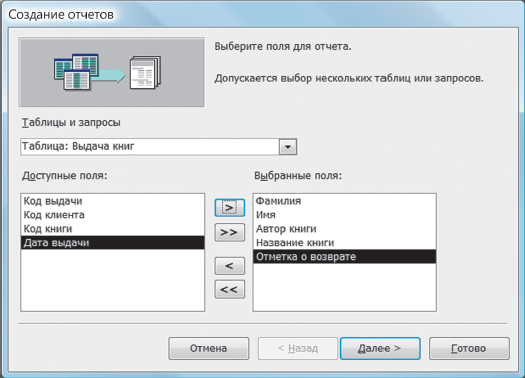 Создание отчетов
Выберите поля для отчета.
Допускается выбор нескольких таблиц или запросов.
Таблицы и запросы
Таблица: Выдача книг
Доступные поля:
Выбранные поля:
Код выдачи
Код клиента
Код книги
Дата выдачи
>
>>
<
<<
Фамилия
Имя
Автор книги
Название книги
Отметка о возврате
Отмена
< Назад
Далее >
Готово